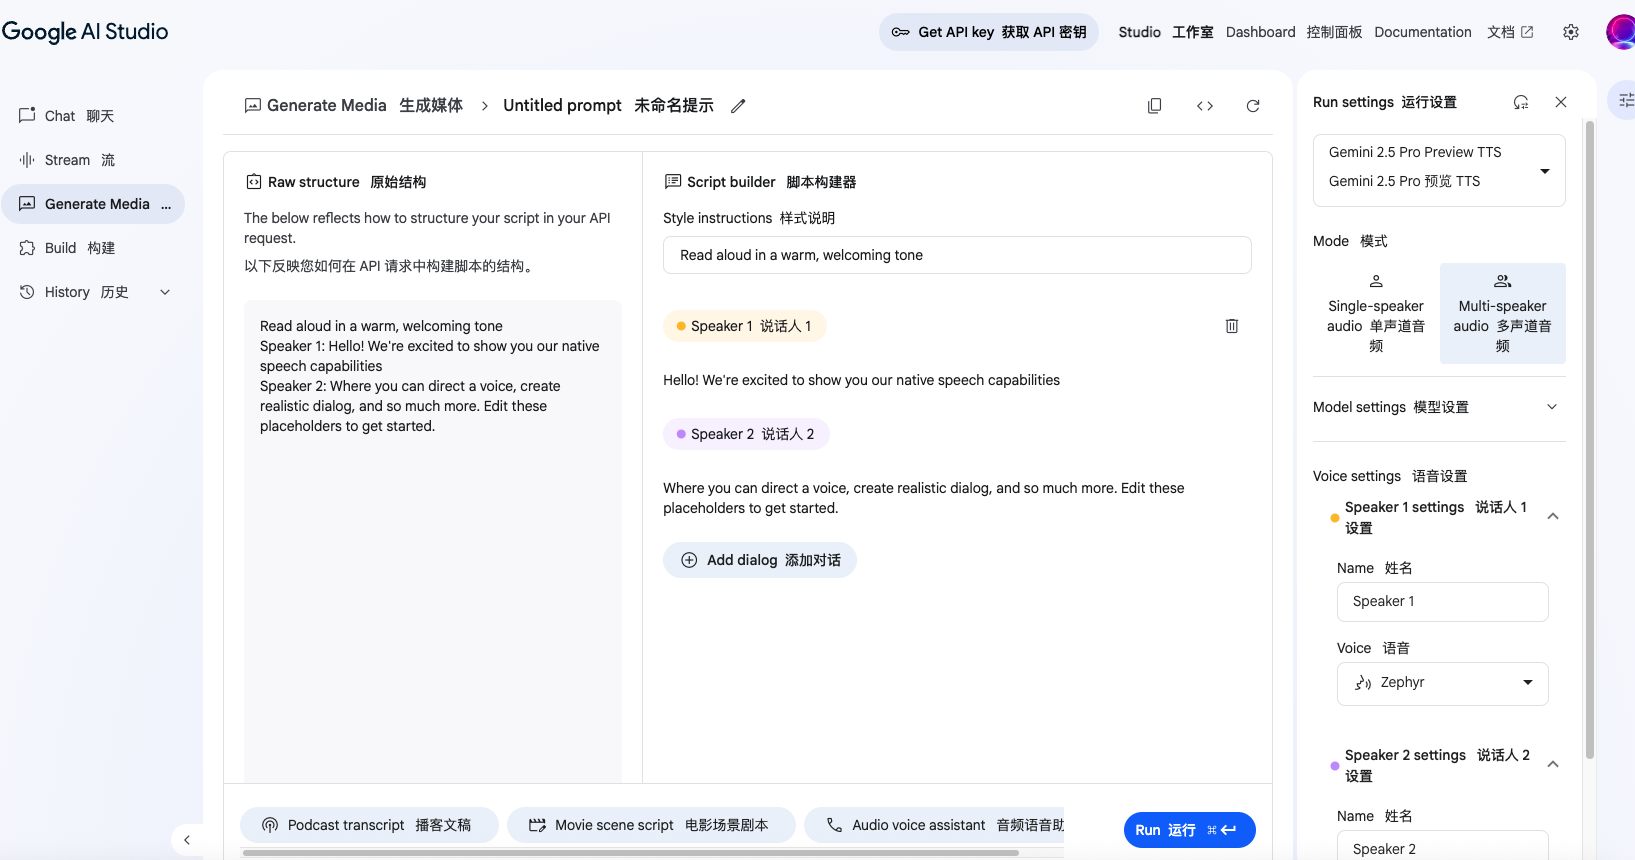 Google AI Studio
Get API key 获取 API 密钥
Studio 工作室
Dashboard 控制面板
Documentation 文档
Chat 聊天
Stream 流
Generate Media ...
Build 构建
History 历史
Generate Media 生成媒体 > Untitled prompt 未命名提示
Raw structure 原始结构
The below reflects how to structure your script in your API
request.
以下反映您如何在 API 请求中构建脚本的结构。
Read aloud in a warm, welcoming tone
Speaker 1: Hello! We're excited to show you our native
speech capabilities
Speaker 2: Where you can direct a voice, create
realistic dialog, and so much more. Edit these
placeholders to get started.
Script builder 脚本构建器
Style instructions 样式说明
Read aloud in a warm, welcoming tone
Speaker 1 说话人 1
Hello! We're excited to show you our native speech capabilities
Speaker 2 说话人 2
Where you can direct a voice, create realistic dialog, and so much more. Edit these
placeholders to get started.
Add dialog 添加对话
Podcast transcript 播客文稿
Movie scene script 电影场景剧本
Audio voice assistant 音频语音助
Run 运行 ⌘
Run settings 运行设置
Gemini 2.5 Pro Preview TTS
Gemini 2.5 Pro 预览 TTS
Mode 模式
Single-speaker
audio 单声道音
频
Multi-speaker
audio 多声道音
频
Model settings 模型设置
Voice settings 语音设置
Speaker 1 settings 说话人 1
设置
Name 姓名
Speaker 1
Voice 语音
Zephyr
Speaker 2 settings 说话人 2
设置
Name 姓名
Speaker 2